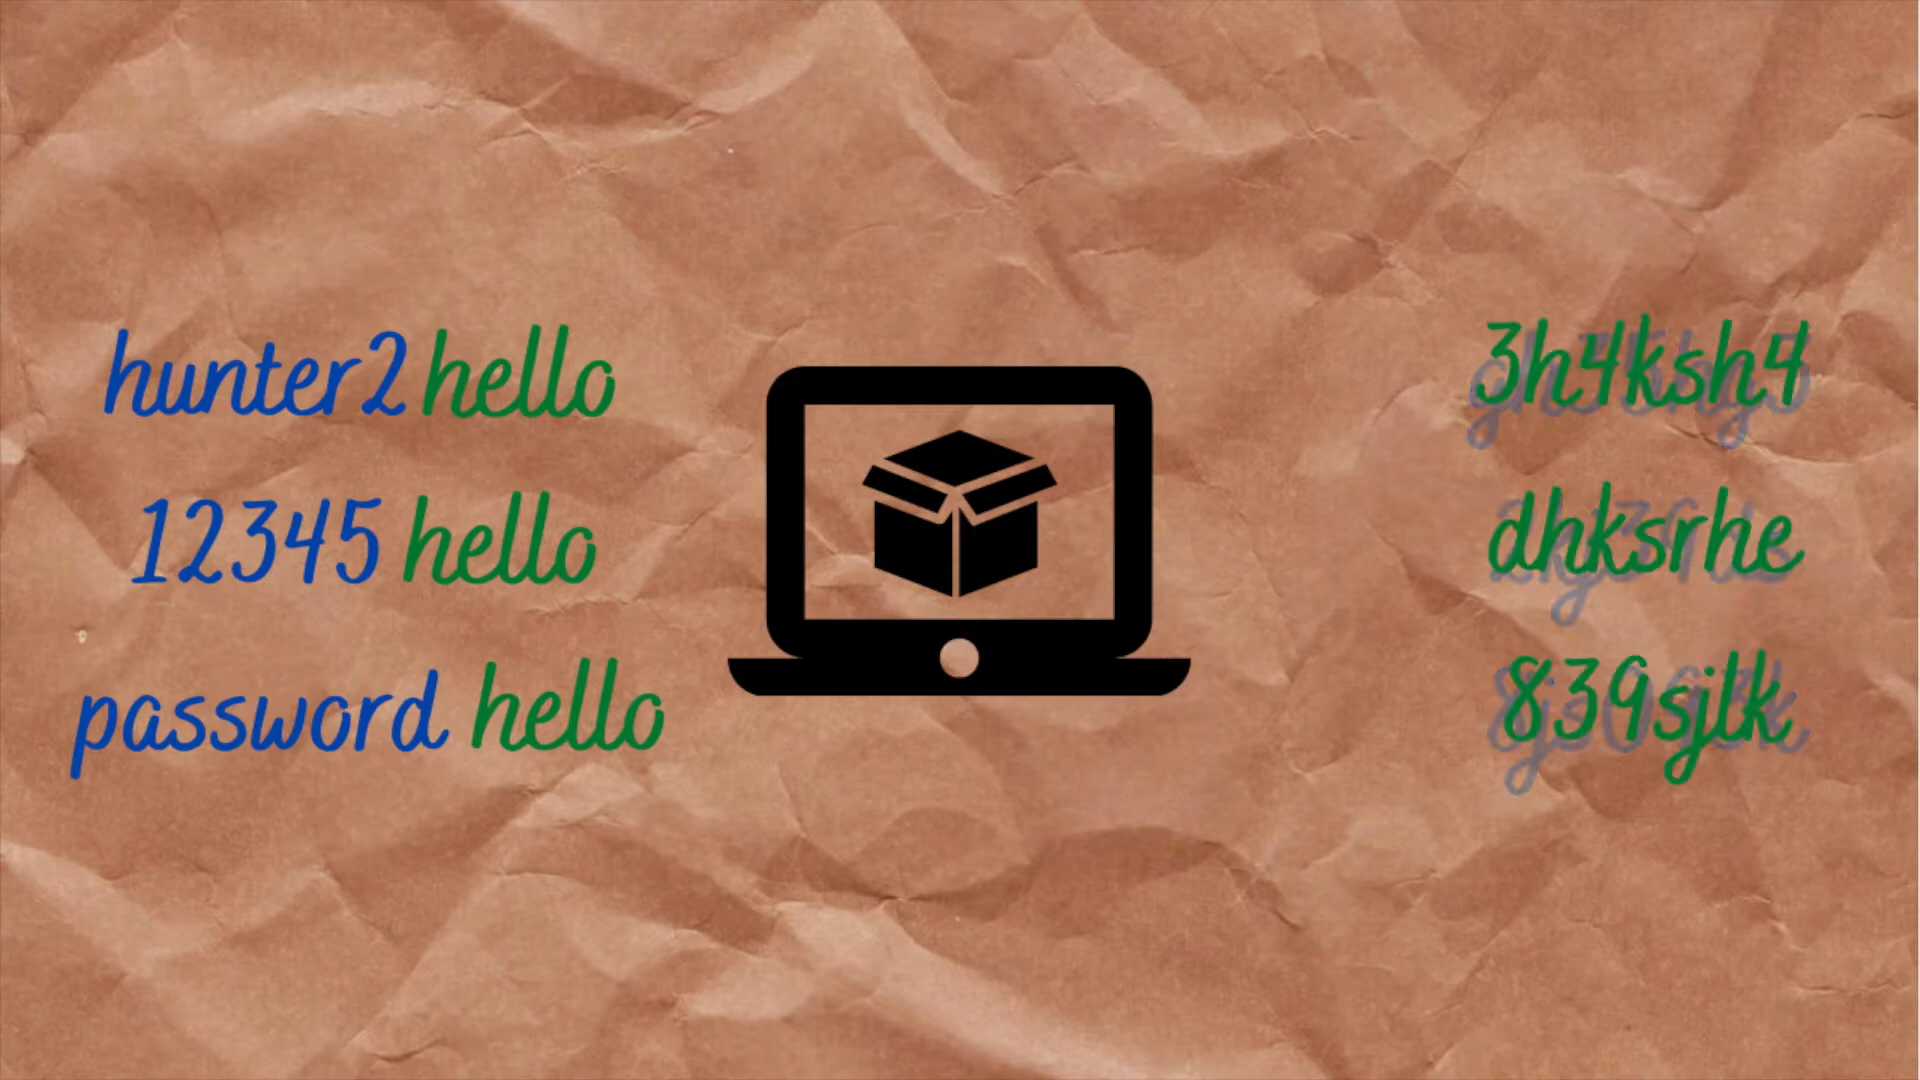 hunter2 hello
12345 hello
password hello
3h4ksh4
dhksrhe
839sjlk